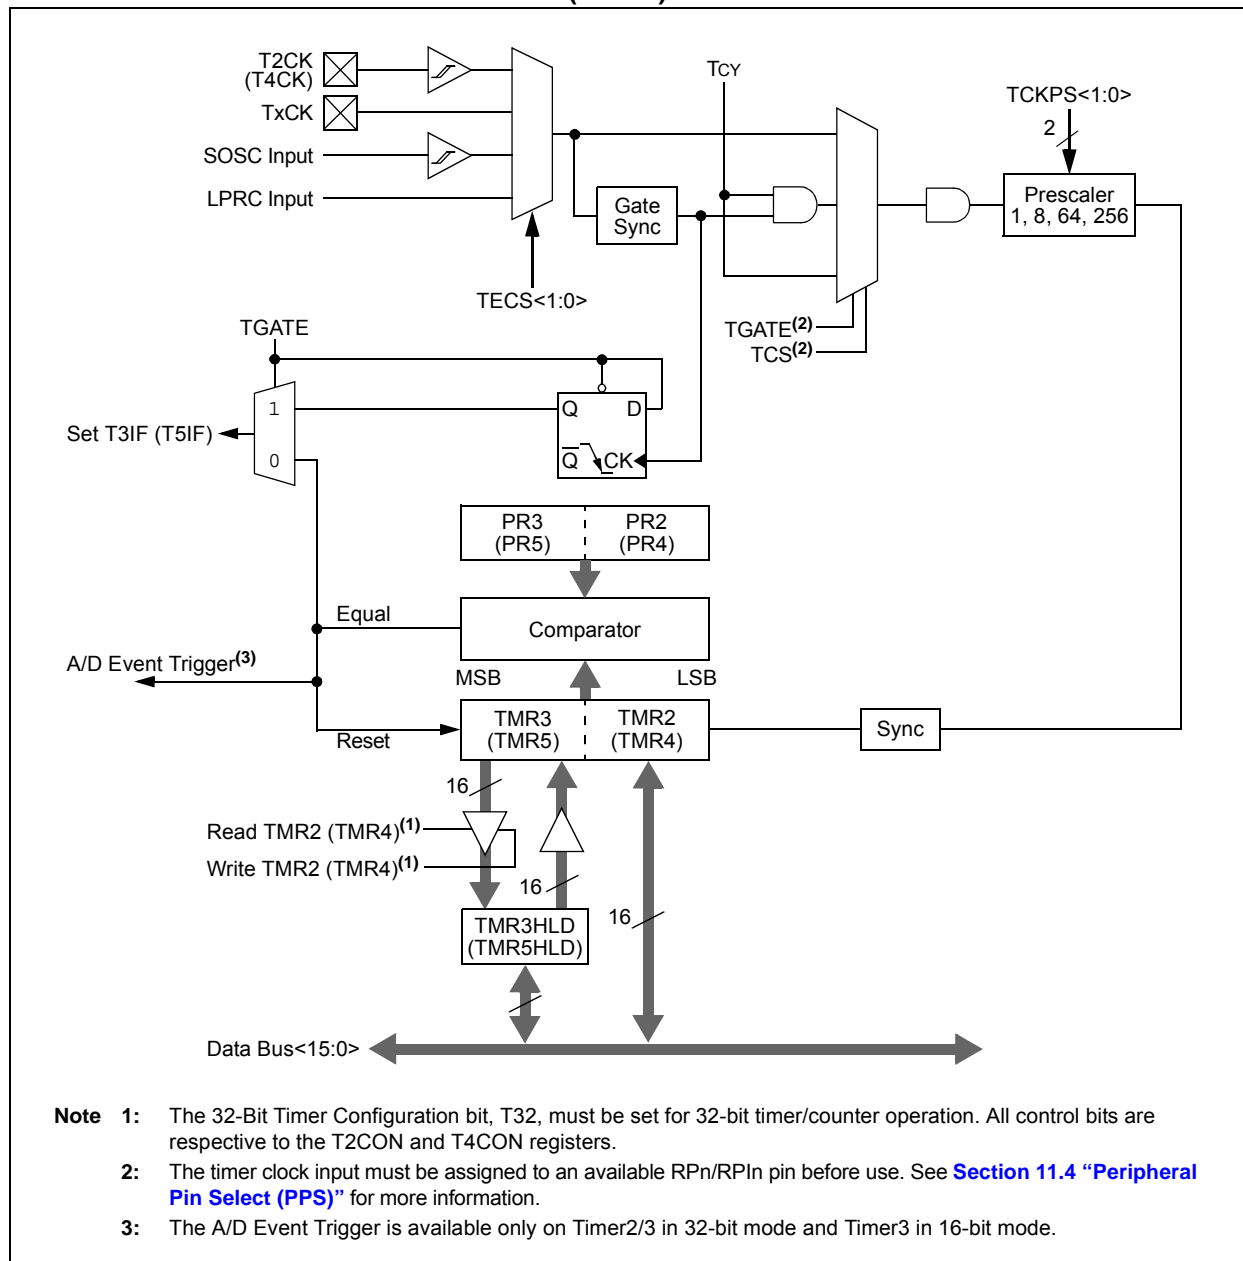 T2CK
(T4CK)
TxCK
SOSC Input
LPRC Input
TECS<1:0>
Gate
Sync
TCY
TGATE(2)
TCS(2)
TCKPS<1:0>
2
Prescaler
1, 8, 64, 256
TGATE
1
0
Set T3IF (T5IF)
Q D
Q CK
PR3
(PR5)
PR2
(PR4)
Equal
Comparator
A/D Event Trigger(3)
MSB LSB
Reset
TMR3
(TMR5)
TMR2
(TMR4)
Sync
16
Read TMR2 (TMR4)(1)
Write TMR2 (TMR4)(1)
16
16
TMR3HLD
(TMR5HLD)
Data Bus<15:0>
Note 1: The 32-Bit Timer Configuration bit, T32, must be set for 32-bit timer/counter operation. All control bits are
respective to the T2CON and T4CON registers.
2: The timer clock input must be assigned to an available RPn/RPIn pin before use. See Section 11.4 “Peripheral
Pin Select (PPS)” for more information.
3: The A/D Event Trigger is available only on Timer2/3 in 32-bit mode and Timer3 in 16-bit mode.